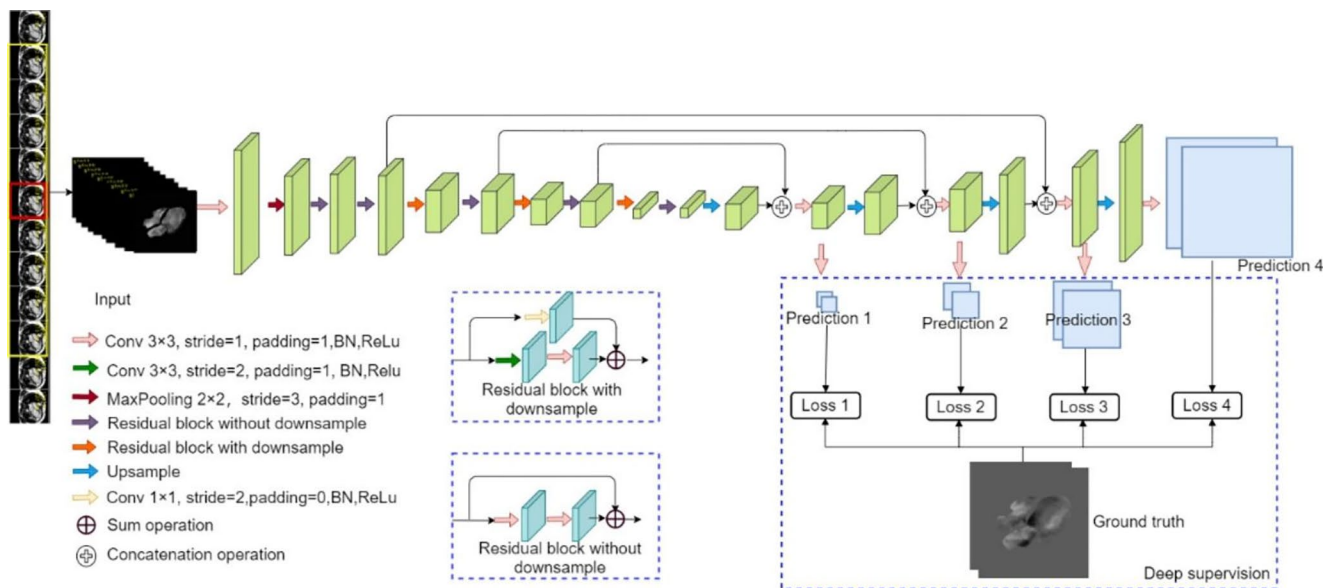 Prediction 4
Input
Prediction 1
Prediction 2
Prediction 3
Conv 3×3, stride=1, padding=1,BN,ReLu
Conv 3×3, stride=2, padding=1, BN,Relu
MaxPooling 2×2, stride=3, padding=1
Residual block without downsample
Residual block with downsample
Upsample
Conv 1×1, stride=2,padding=0,BN,ReLu
Sum operation
Concatenation operation
Residual block with
downsample
Residual block without
downsample
Loss 1
Loss 2
Loss 3
Loss 4
Ground truth
Deep supervision